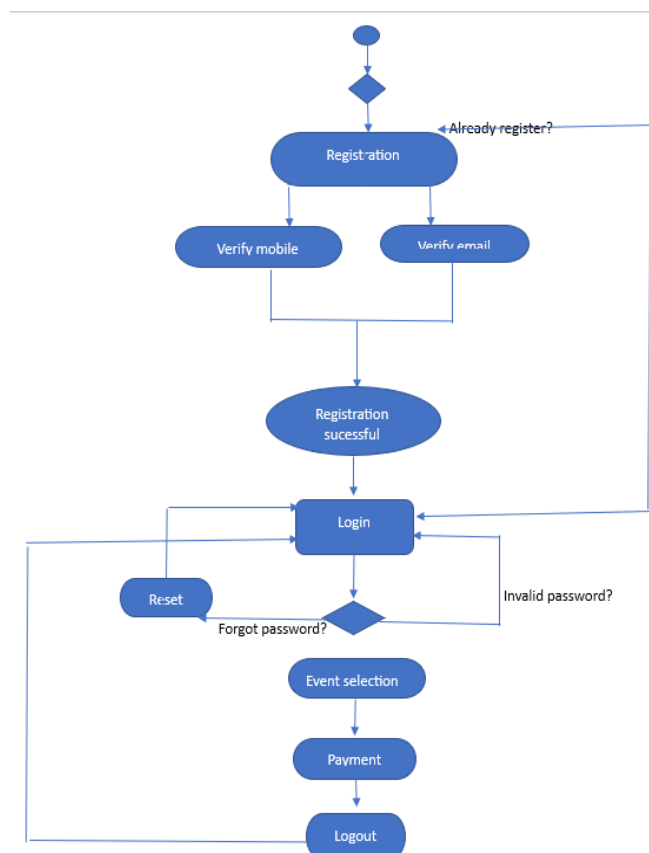 Already register?
Registration
Verify mobile
Verify email
Registration
sucessful
Login
Invalid password?
Reset
Forgot password?
Event selection
Payment
Logout